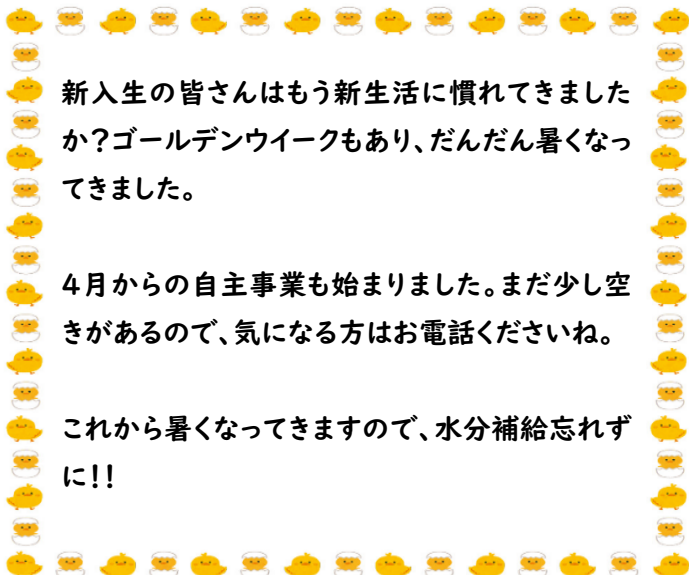 新入生の皆さんはもう新生活に慣れてきました
か？ゴールデンウイークもあり、だんだん暑くなっ
てきました。
４月からの自主事業も始まりました。まだ少し空
きがあるので、気になる方はお電話くださいね。
これから暑くなってきますので、水分補給忘れず
に！！